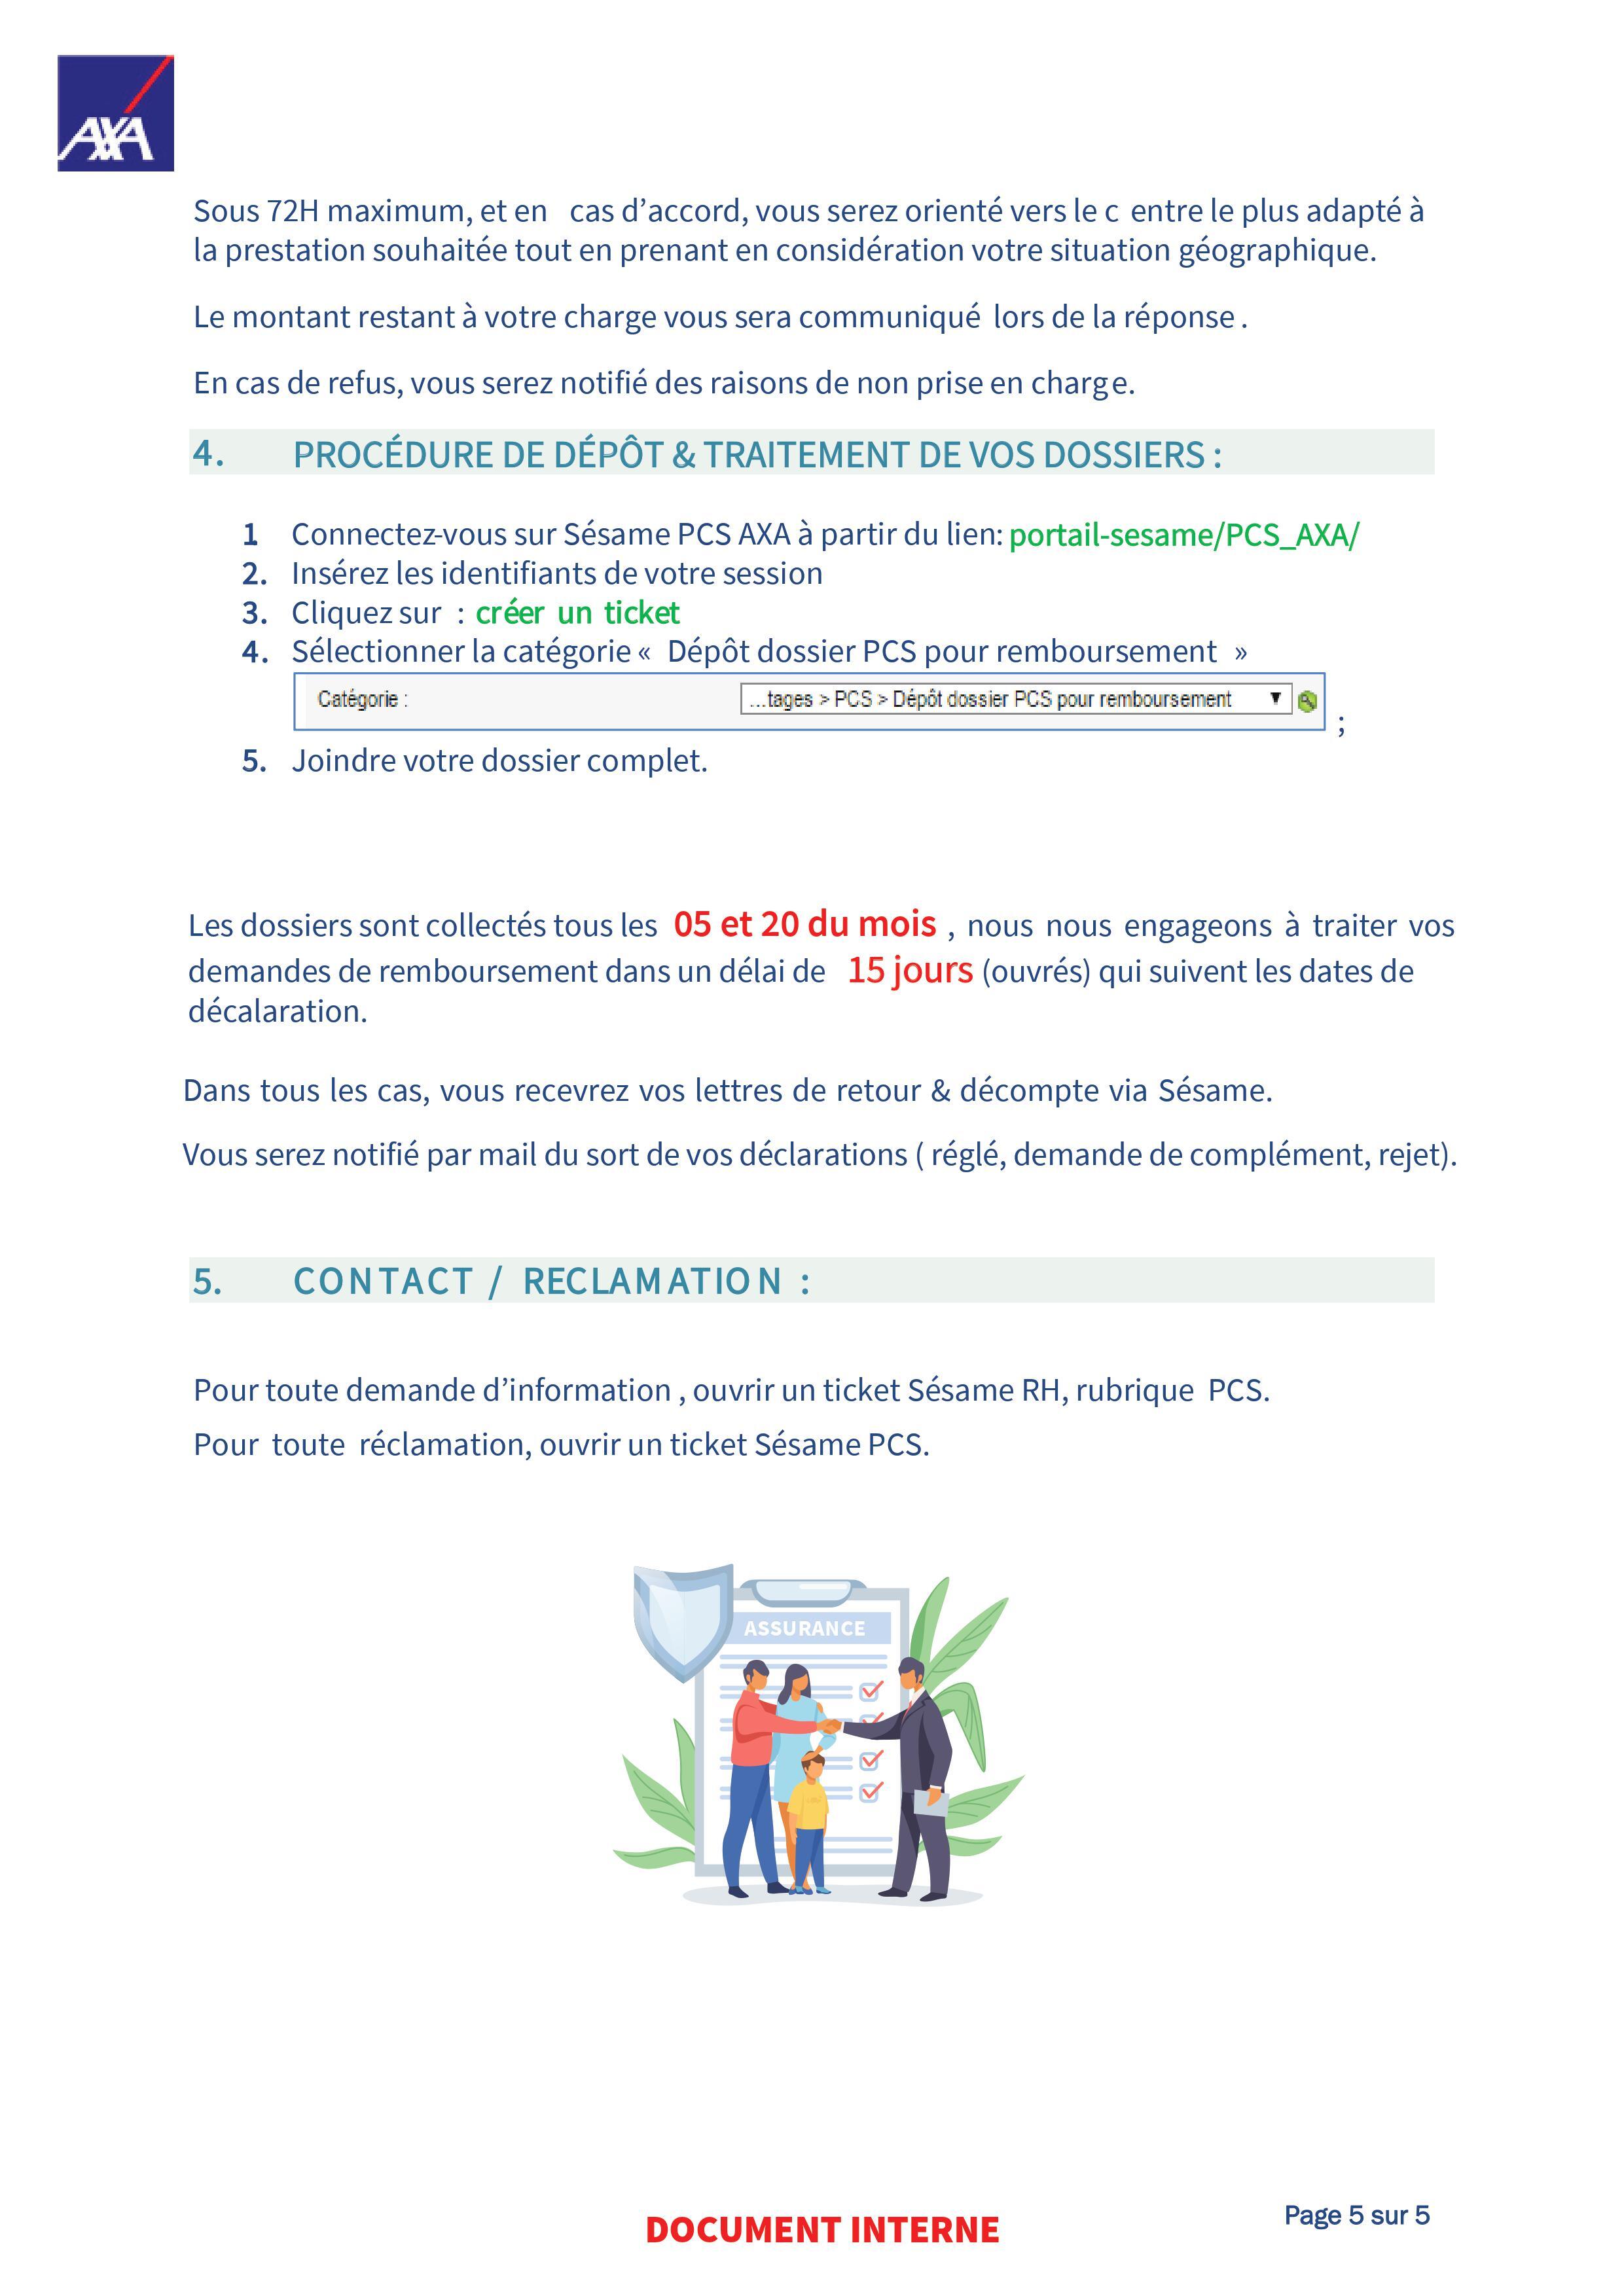 AXA
Sous 72H maximum, et en cas d’accord, vous serez orienté vers le c entre le plus adapté à
la prestation souhaitée tout en prenant en considération votre situation géographique.
Le montant restant à votre charge vous sera communiqué lors de la réponse .
En cas de refus, vous serez notifié des raisons de non prise en charge.
4. PROCÉDURE DE DÉPÔT & TRAITEMENT DE VOS DOSSIERS :
1 Connectez-vous sur Sésame PCS AXA à partir du lien: portail-sesame/PCS_AXA/
2. Insérez les identifiants de votre session
3. Cliquez sur : créer un ticket
4. Sélectionner la catégorie « Dépôt dossier PCS pour remboursement »
Catégorie : ...tages > PCS > Dépôt dossier PCS pour remboursement ▼ ;
5. Joindre votre dossier complet.
Les dossiers sont collectés tous les 05 et 20 du mois , nous nous engageons à traiter vos
demandes de remboursement dans un délai de 15 jours (ouvrés) qui suivent les dates de
décalaration.
Dans tous les cas, vous recevrez vos lettres de retour & décompte via Sésame.
Vous serez notifié par mail du sort de vos déclarations ( réglé, demande de complément, rejet).
5. CONTACT / RECLAMATION :
Pour toute demande d’information , ouvrir un ticket Sésame RH, rubrique PCS.
Pour toute réclamation, ouvrir un ticket Sésame PCS.
ASSURANCE
DOCUMENT INTERNE
Page 5 sur 5